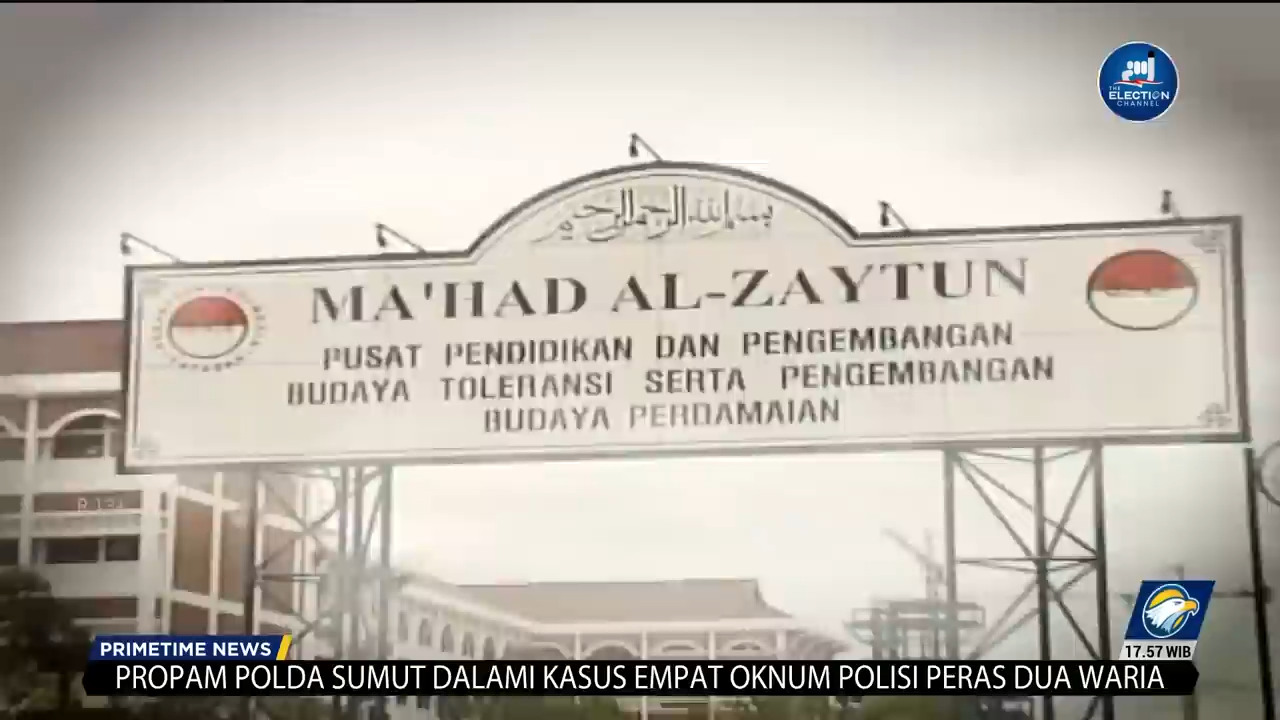 THE
ELECTION
CHANNEL
بسم الله الرحمن الرحيم
MA'HAD AL-ZAYTUN
PUSAT PENDIDIKAN DAN PENGEMBANGAN
BUDAYA TOLERANSI SERTA PENGEMBANGAN
BUDAYA PERDAMAIAN
PRIMETIME NEWS
17.57 WIB
PROPAM POLDA SUMUT DALAMI KASUS EMPAT OKNUM POLISI PERAS DUA WARIA